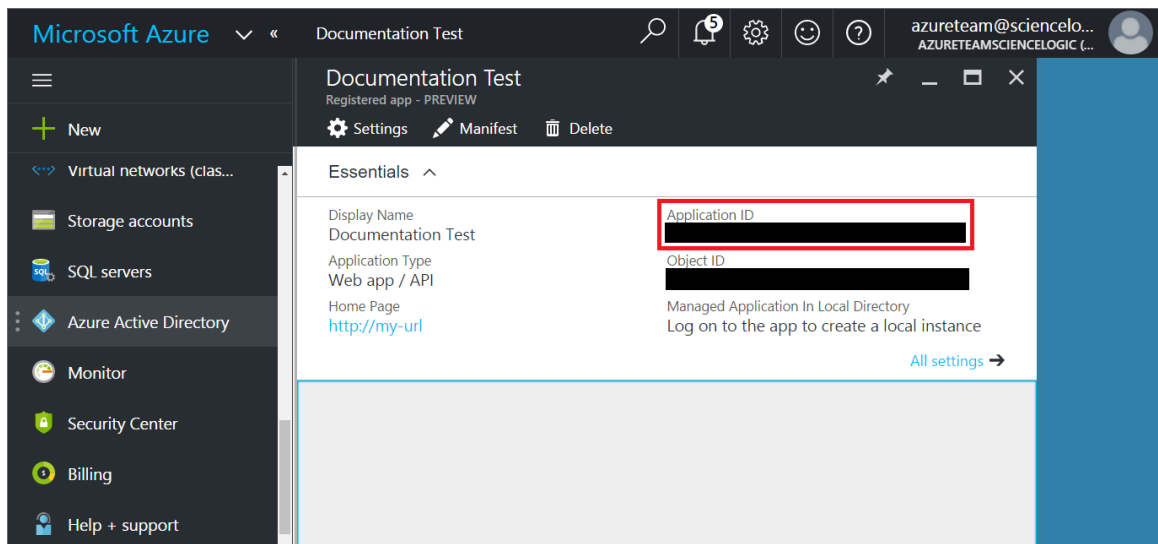 Microsoft Azure
Documentation Test
5
azureteam@sciencelo...
AZURETEAMSCIENCELOGIC (...
New
Virtual networks (clas...
Storage accounts
SQL servers
SQL
Azure Active Directory
Monitor
Security Center
Billing
Help + support
Documentation Test
Registered app - PREVIEW
Settings
Manifest
Delete
Essentials
Display Name
Documentation Test
Application ID
Application Type
Web app / API
Object ID
Home Page
http://my-url
Managed Application In Local Directory
Log on to the app to create a local instance
All settings